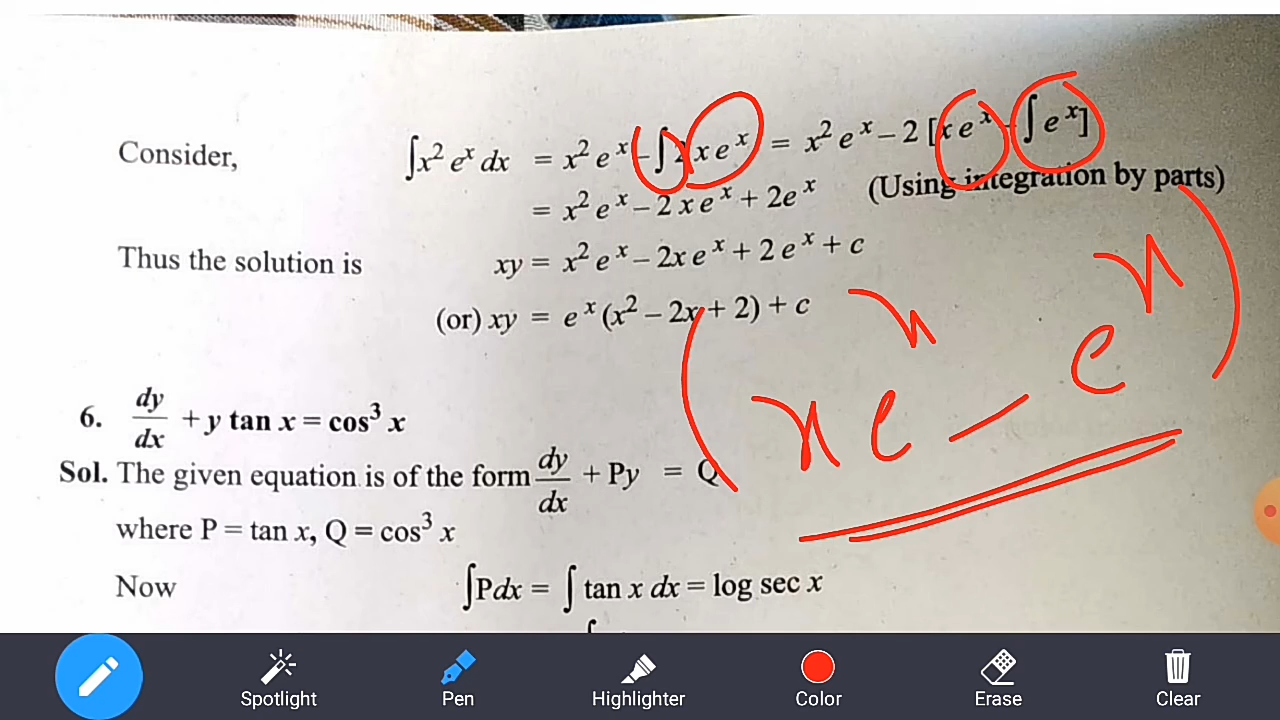 Consider, ∫x² eˣ dx = x² eˣ – ∫2 x eˣ = x² eˣ – 2 [x eˣ – ∫eˣ]
= x² eˣ – 2 x eˣ + 2eˣ (Using integration by parts)
Thus the solution is xy = x² eˣ – 2x eˣ + 2 eˣ + c
(or) xy = eˣ (x² – 2x + 2) + c
(x eˣ – eˣ)
6. dy/dx + y tan x = cos³ x
Sol. The given equation is of the form dy/dx + Py = Q
where P = tan x, Q = cos³ x
Now ∫Pdx = ∫ tan x dx = log sec x
Spotlight Pen Highlighter Color Erase Clear